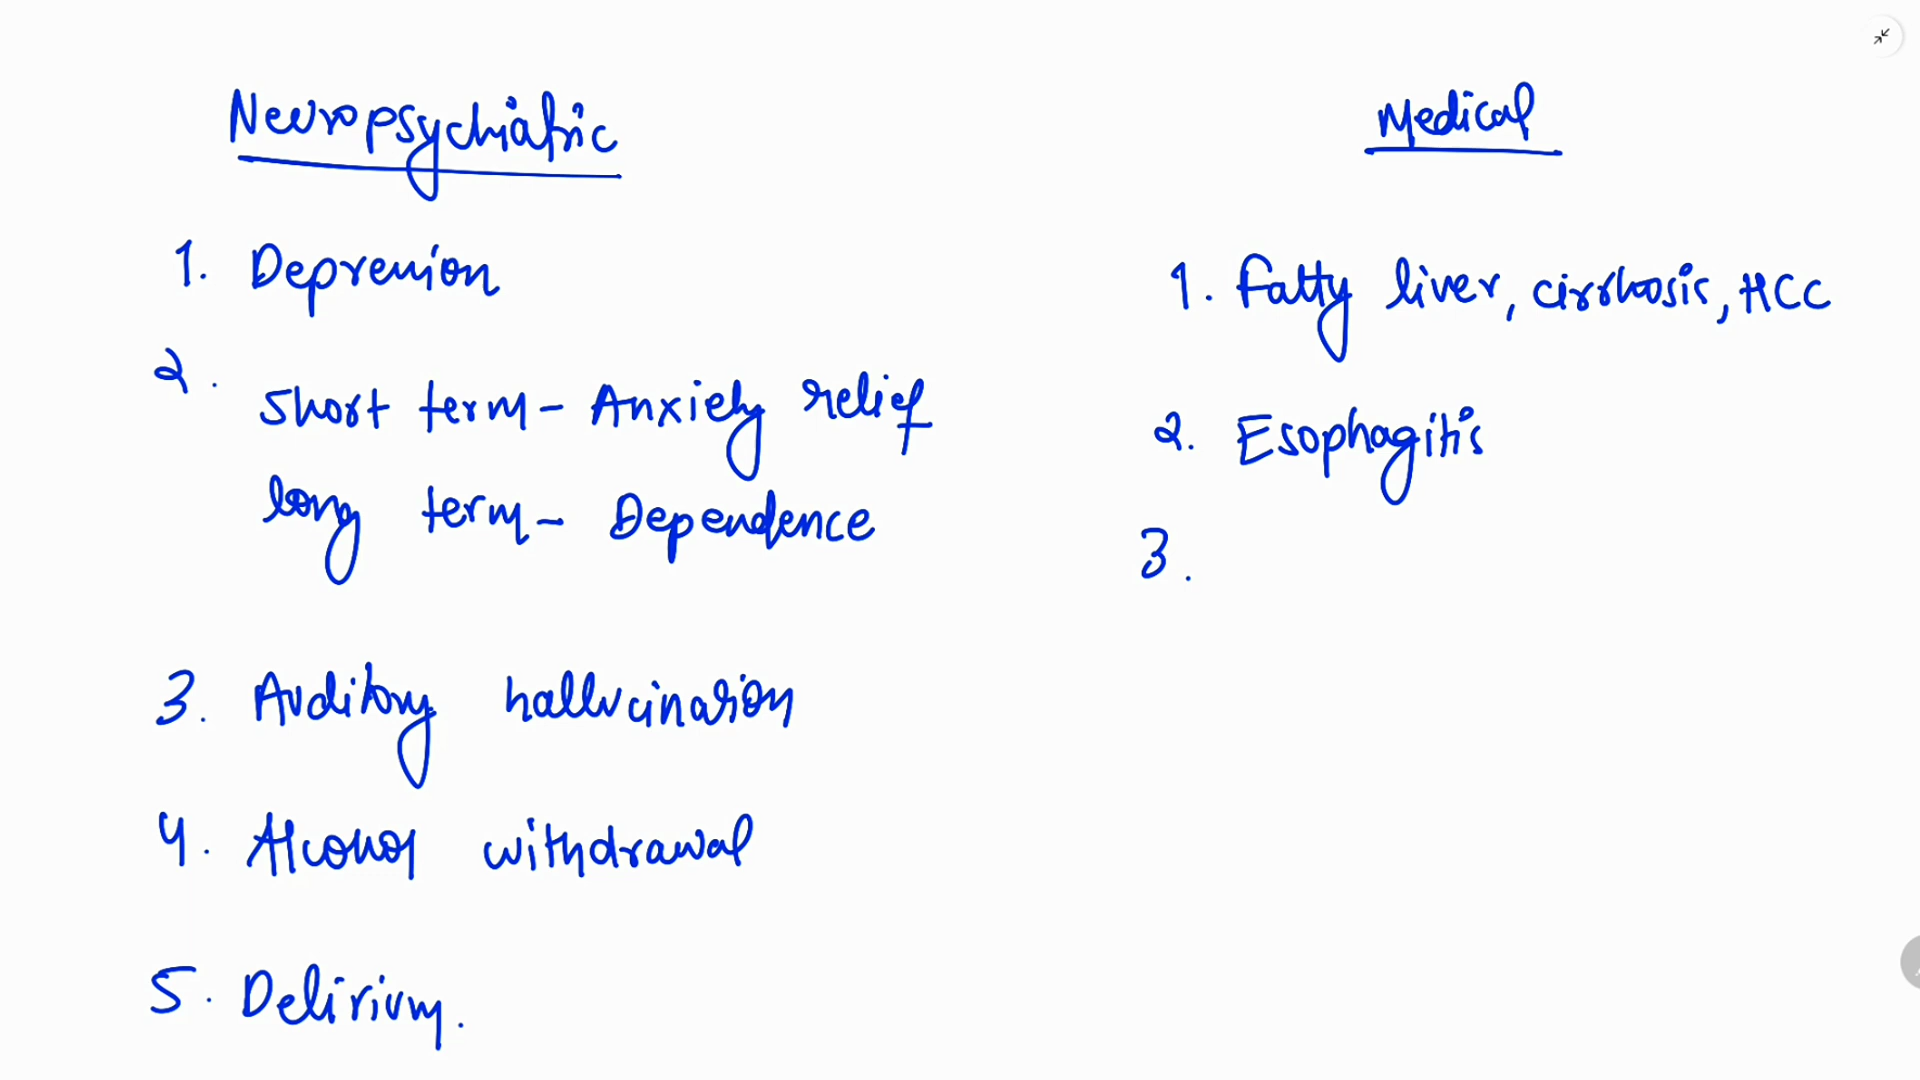 Neuropsychiatric
1. Depression
2.
Short term - Anxiety relief
long term - Dependence
3. Auditory hallucination
4. Alcohol withdrawal
5. Delirium.
Medical
1. Fatty liver, cirrhosis, HCC
2. Esophagitis
3.